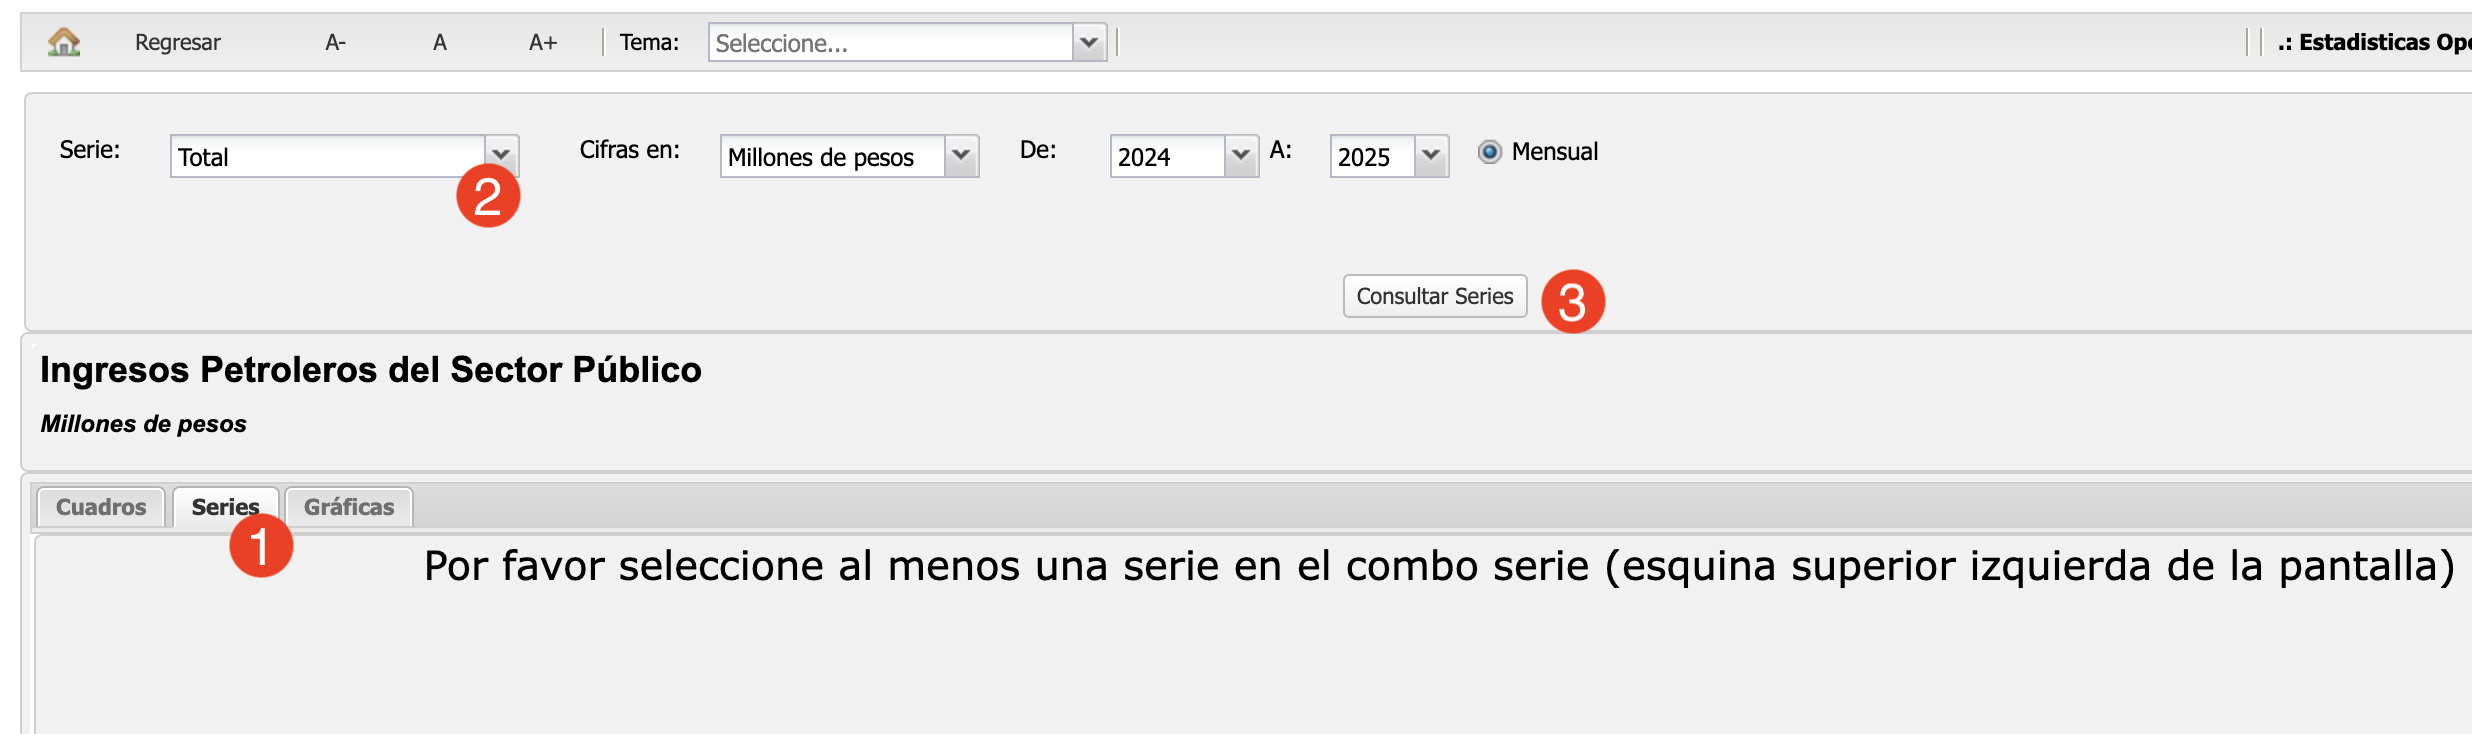 Regresar A- A A+ Tema: Seleccione... .: Estadisticas
Serie: Total Cifras en: Millones de pesos De: 2024 A: 2025 Mensual
2
Consultar Series 3
Ingresos Petroleros del Sector Público
Millones de pesos
Cuadros Series Gráficas
1
Por favor seleccione al menos una serie en el combo serie (esquina superior izquierda de la pantalla)